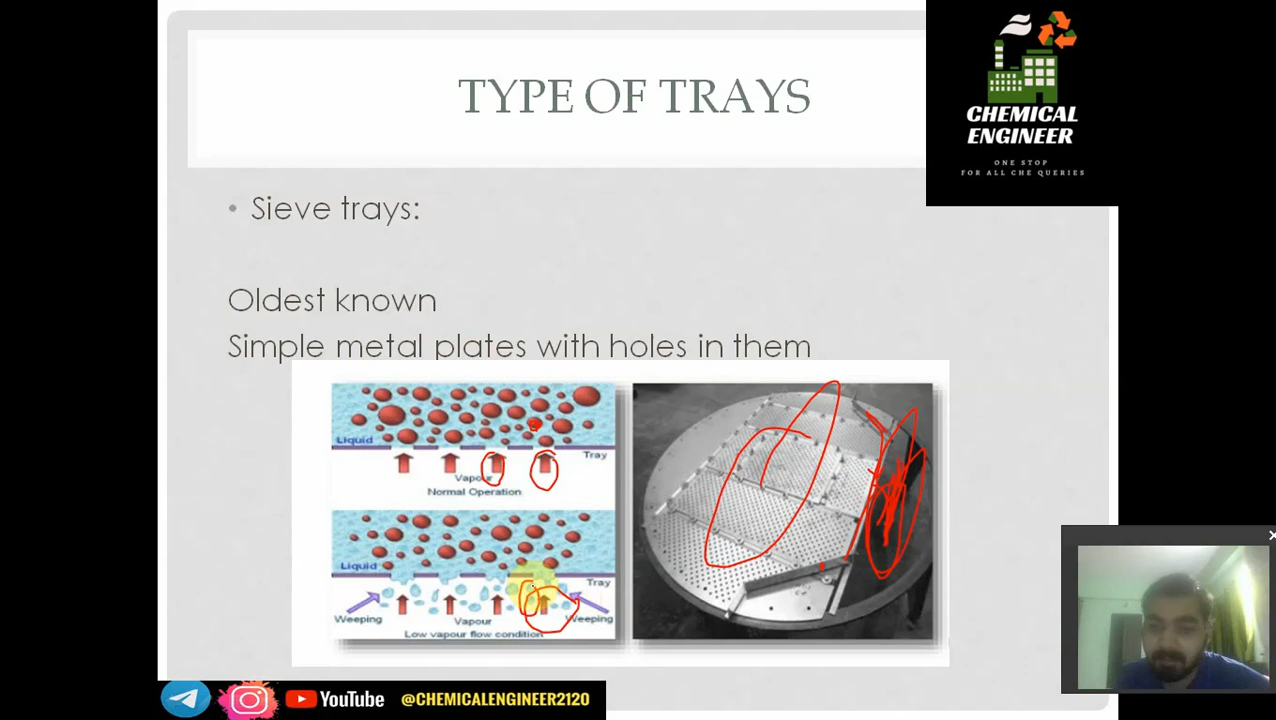 TYPE OF TRAYS
CHEMICAL
ENGINEER
ONE STOP
FOR ALL CHE QUERIES
• Sieve trays:
Oldest known
Simple metal plates with holes in them
Liquid
Tray
Vapour
Normal Operation
Liquid
Tray
Weeping
Vapour
Weeping
Low vapour flow condition
YouTube
@CHEMICALENGINEER2120